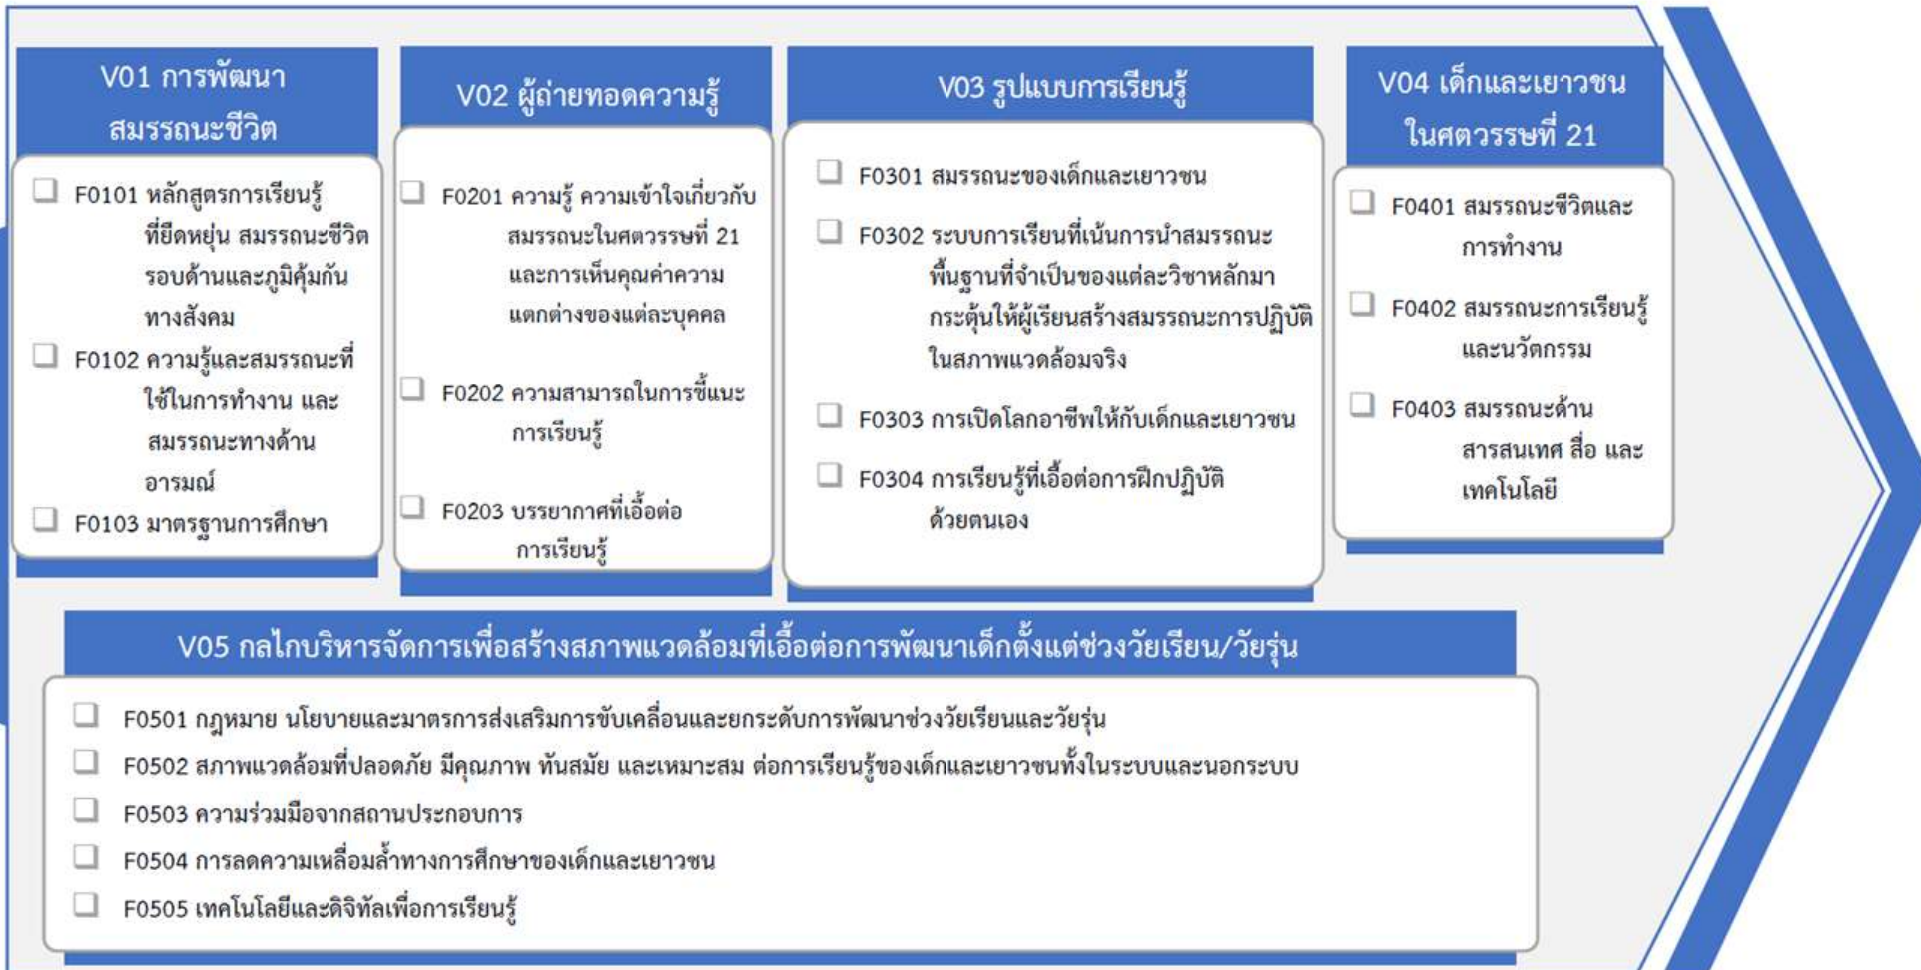 V01 การพัฒนา
สมรรถนะชีวิต
F0101 หลักสูตรการเรียนรู้
ที่ยืดหยุ่น สมรรถนะชีวิต
รอบด้านและภูมิคุ้มกัน
ทางสังคม
F0102 ความรู้และสมรรถนะที่
ใช้ในการทำงาน และ
สมรรถนะทางด้าน
อารมณ์
F0103 มาตรฐานการศึกษา
V02 ผู้ถ่ายทอดความรู้
F0201 ความรู้ ความเข้าใจเกี่ยวกับ
สมรรถนะในศตวรรษที่ 21
และการเห็นคุณค่าความ
แตกต่างของแต่ละบุคคล
F0202 ความสามารถในการชี้แนะ
การเรียนรู้
F0203 บรรยากาศที่เอื้อต่อ
การเรียนรู้
V03 รูปแบบการเรียนรู้
F0301 สมรรถนะของเด็กและเยาวชน
F0302 ระบบการเรียนที่เน้นการนำสมรรถนะ
พื้นฐานที่จำเป็นของแต่ละวิชาหลักมา
กระตุ้นให้ผู้เรียนสร้างสมรรถนะการปฏิบัติ
ในสภาพแวดล้อมจริง
F0303 การเปิดโลกอาชีพให้กับเด็กและเยาวชน
F0304 การเรียนรู้ที่เอื้อต่อการฝึกปฏิบัติ
ด้วยตนเอง
V04 เด็กและเยาวชน
ในศตวรรษที่ 21
F0401 สมรรถนะชีวิตและ
การทำงาน
F0402 สมรรถนะการเรียนรู้
และนวัตกรรม
F0403 สมรรถนะด้าน
สารสนเทศ สื่อ และ
เทคโนโลยี
V05 กลไกบริหารจัดการเพื่อสร้างสภาพแวดล้อมที่เอื้อต่อการพัฒนาเด็กตั้งแต่ช่วงวัยเรียน/วัยรุ่น
F0501 กฎหมาย นโยบายและมาตรการส่งเสริมการขับเคลื่อนและยกระดับการพัฒนาช่วงวัยเรียนและวัยรุ่น
F0502 สภาพแวดล้อมที่ปลอดภัย มีคุณภาพ ทันสมัย และเหมาะสม ต่อการเรียนรู้ของเด็กและเยาวชนทั้งในระบบและนอกระบบ
F0503 ความร่วมมือจากสถานประกอบการ
F0504 การลดความเหลื่อมล้ำทางการศึกษาของเด็กและเยาวชน
F0505 เทคโนโลยีและดิจิทัลเพื่อการเรียนรู้